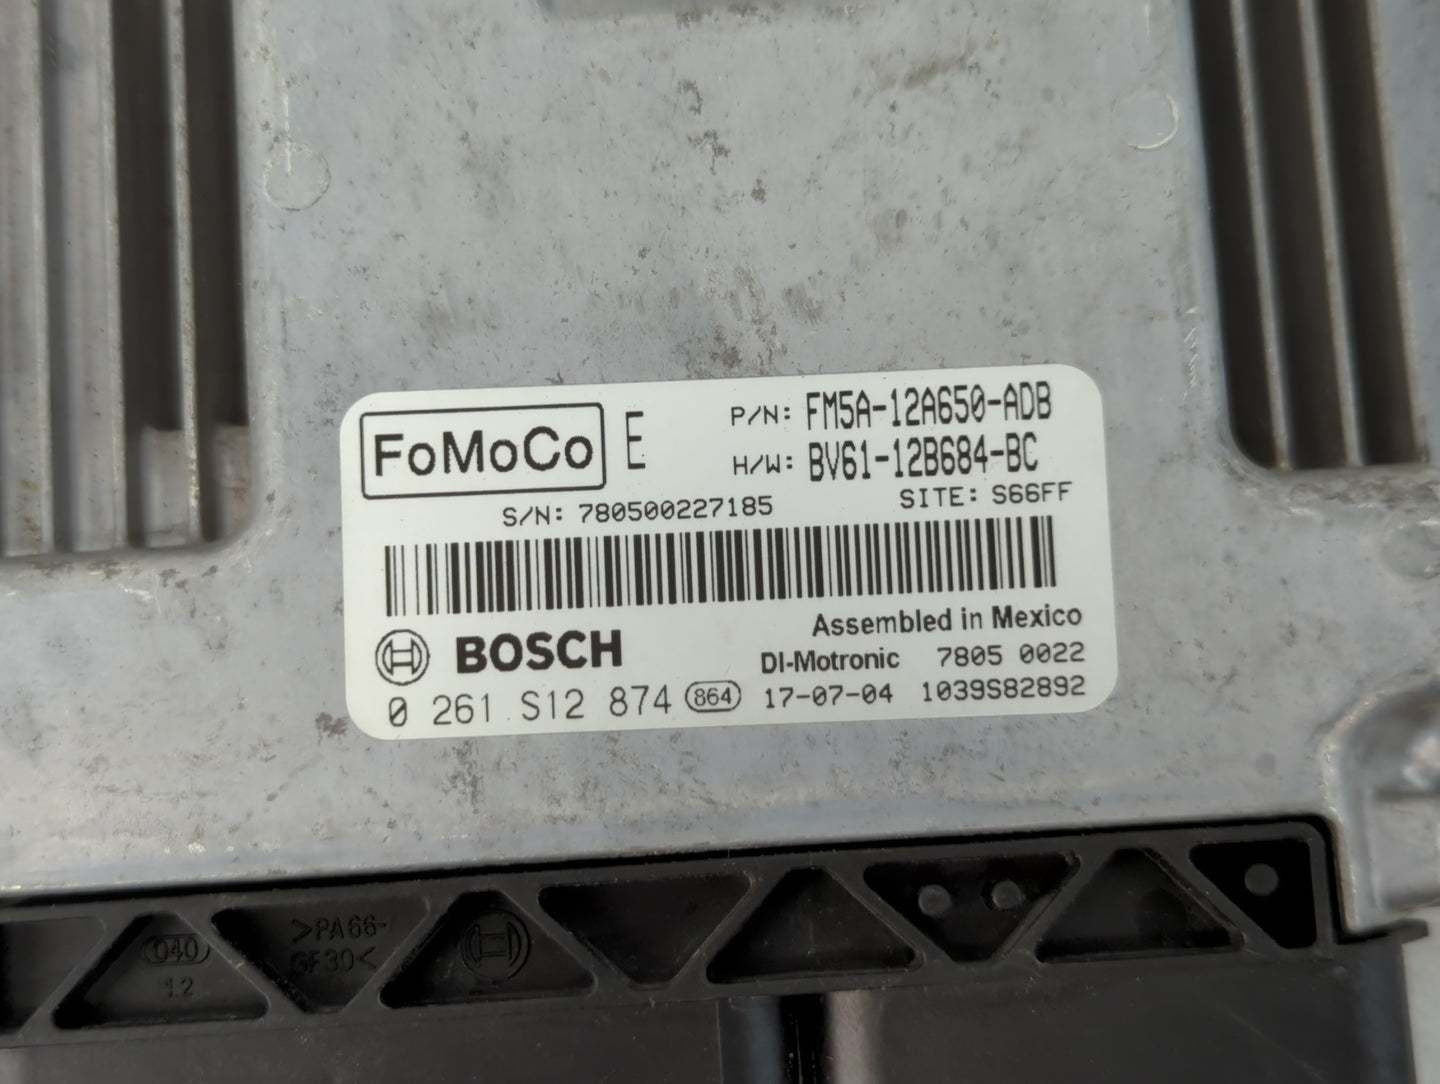 FoMoCo E P/N: FM5A-12A650-ADB
H/W: BV61-12B684-BC
S/N: 780500227185 SITE: S66FF
Assembled in Mexico
BOSCH DI-Motronic 7805 0022
0 261 S12 874 864 17-07-04 1039S82892
>PA66-
GF30<
040
12